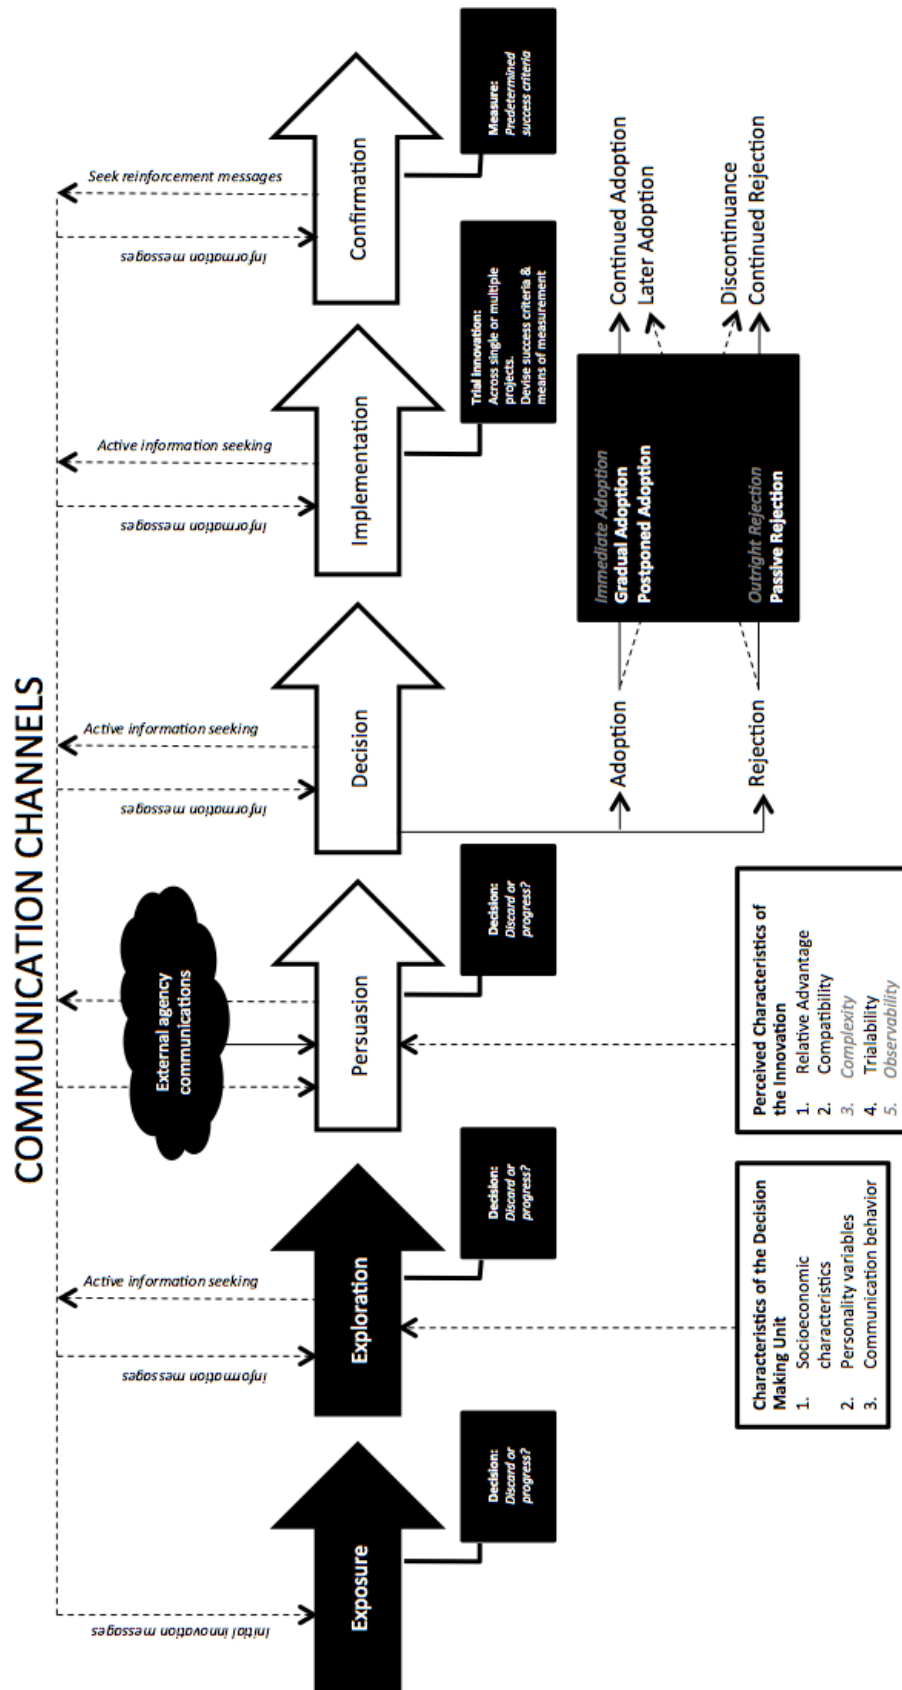 COMMUNICATION CHANNELS
Initial innovation messages
information messages
Active information seeking
External agency
communications
Information messages
Active information seeking
Information messages
Active information seeking
Information messages
Seek reinforcement messages
Exposure
Exploration
Persuasion
Decision
Implementation
Confirmation
Decision:
Discard or
progress?
Decision:
Discard or
progress?
Decision:
Discard or
progress?
Trial innovation:
Across single or multiple
projects.
Devise success criteria &
means of measurement
Measure:
Predetermined
success criteria
Adoption
Rejection
Immediate Adoption
Gradual Adoption
Postponed Adoption
Outright Rejection
Passive Rejection
Continued Adoption
Later Adoption
Discontinuance
Continued Rejection
Characteristics of the Decision
Making Unit
1. Socioeconomic
characteristics
2. Personality variables
3. Communication behavior
Perceived Characteristics of
the Innovation
1. Relative Advantage
2. Compatibility
3. Complexity
4. Trialability
5. Observability